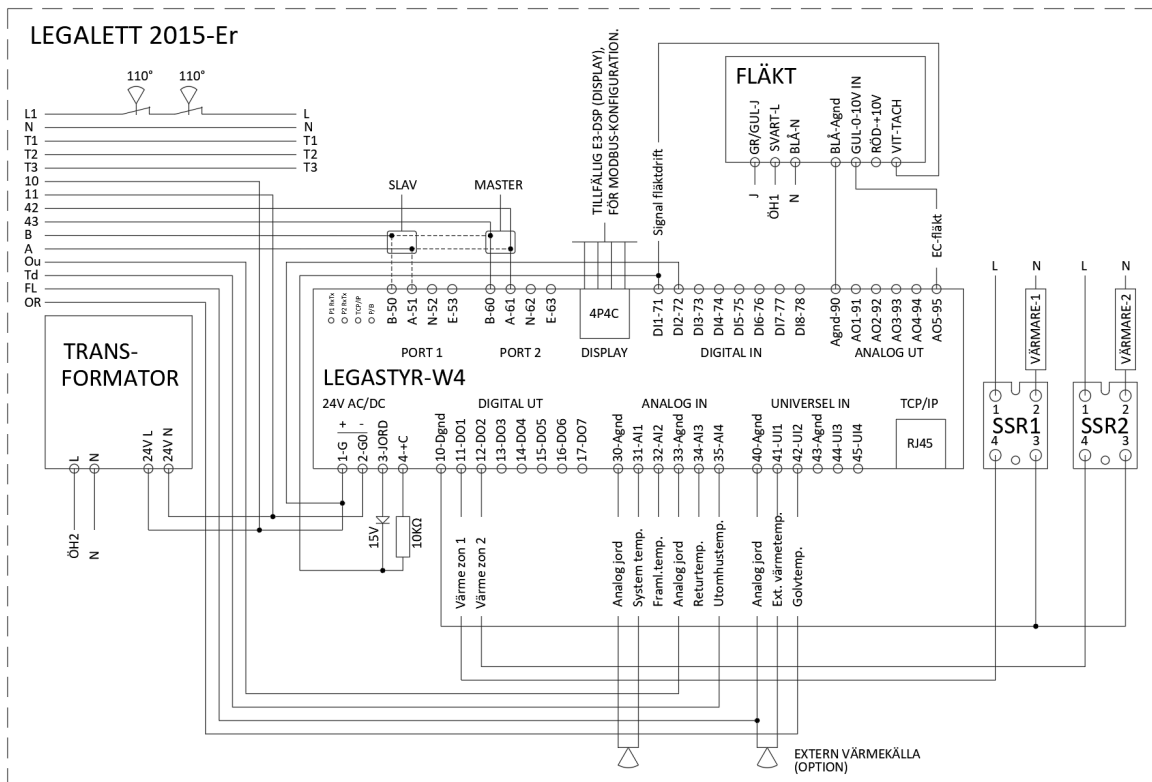 LEGALETT 2015-Er
110°
110°
L1
N
T1
T2
T3
10
11
42
43
B
A
Ou
Td
FL
OR
L
N
T1
T2
T3
SLAV
MASTER
TILLFÄLLIG E3-DSP (DISPLAY),
FÖR MODBUS-KONFIGURATION.
Signal fläktdrift
FLÄKT
GR/GUL-J
SVART-L
BLÅ-N
BLÅ-Agnd
GUL-0-10V IN
RÖD-+10V
VIT-TACH
J
ÖH1
N
EC-fläkt
L
N
L
N
VÄRMARE-1
VÄRMARE-2
P1 RxTx
P2 RxTx
TCP/IP
P/B
B-50
A-51
N-52
E-53
B-60
A-61
N-62
E-63
4P4C
DI1-71
DI2-72
DI3-73
DI4-74
DI5-75
DI6-76
DI7-77
DI8-78
Agnd-90
AO1-91
AO2-92
AO3-93
AO4-94
AO5-95
PORT 1
PORT 2
DISPLAY
DIGITAL IN
ANALOG UT
TRANS-
FORMATOR
LEGASTYR-W4
24V AC/DC
DIGITAL UT
ANALOG IN
UNIVERSEL IN
TCP/IP
+
-
1-G
2-G0
3-JORD
4-+C
10-Dgnd
11-DO1
12-DO2
13-DO3
14-DO4
15-DO5
16-DO6
17-DO7
30-Agnd
31-AI1
32-AI2
33-Agnd
34-AI3
35-AI4
40-Agnd
41-UI1
42-UI2
43-Agnd
44-UI3
45-UI4
RJ45
1
2
SSR1
4
3
1
2
SSR2
4
3
L
N
24V L
24V N
ÖH2
N
15V
10KΩ
Värme zon 1
Värme zon 2
Analog jord
System temp.
Framl.temp.
Analog jord
Returtemp.
Utomhustemp.
Analog jord
Ext. värmetemp.
Golvtemp.
EXTERN VÄRMEKÄLLA
(OPTION)